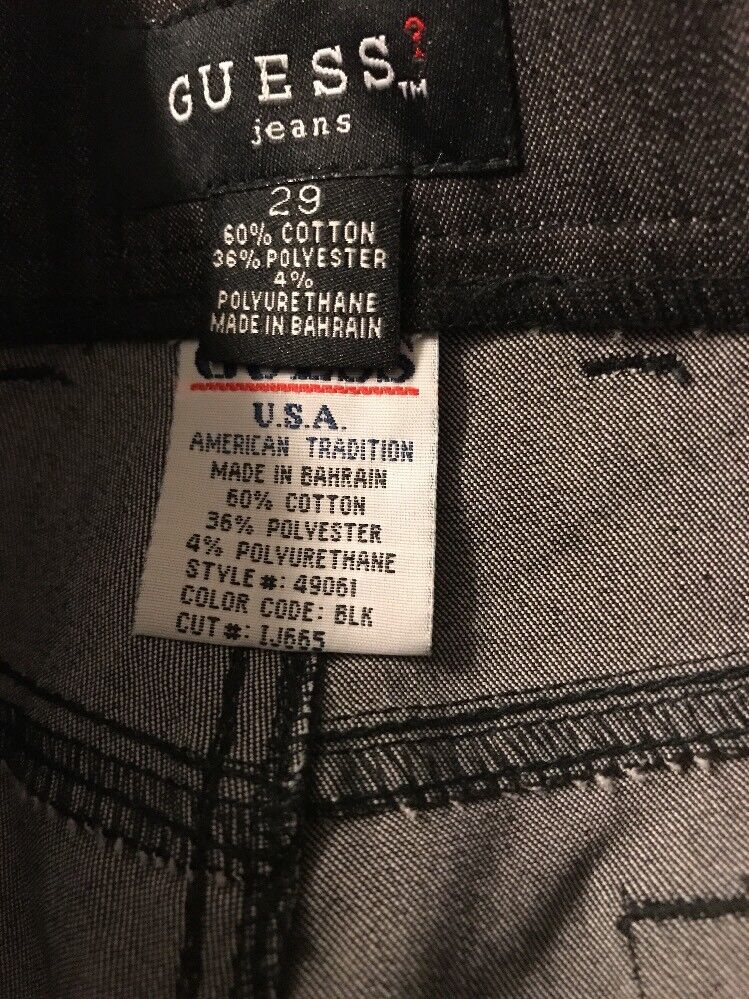 GUESS?™
jeans
29
60% COTTON
36% POLYESTER
4%
POLYURETHANE
MADE IN BAHRAIN
U.S.A.
AMERICAN TRADITION
MADE IN BAHRAIN
60% COTTON
36% POLYESTER
4% POLYURETHANE
STYLE #: 49061
COLOR CODE: BLK
CUT #: IJ665